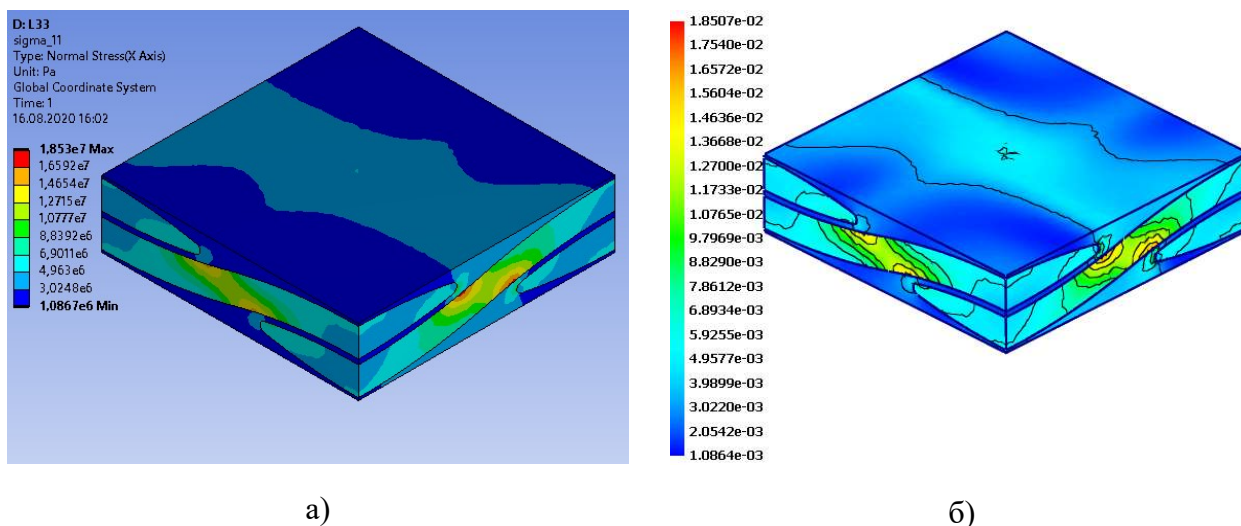 D: L33
sigma_11
Type: Normal Stress(X Axis)
Unit: Pa
Global Coordinate System
Time: 1
16.08.2020 16:02
1,853e7 Max
1,6592e7
1,4654e7
1,2715e7
1,0777e7
8,8392e6
6,9011e6
4,963e6
3,0248e6
1,0867e6 Min
1.8507e-02
1.7540e-02
1.6572e-02
1.5604e-02
1.4636e-02
1.3668e-02
1.2700e-02
1.1733e-02
1.0765e-02
9.7969e-03
8.8290e-03
7.8612e-03
6.8934e-03
5.9255e-03
4.9577e-03
3.9899e-03
3.0220e-03
2.0542e-03
1.0864e-03
а)
б)